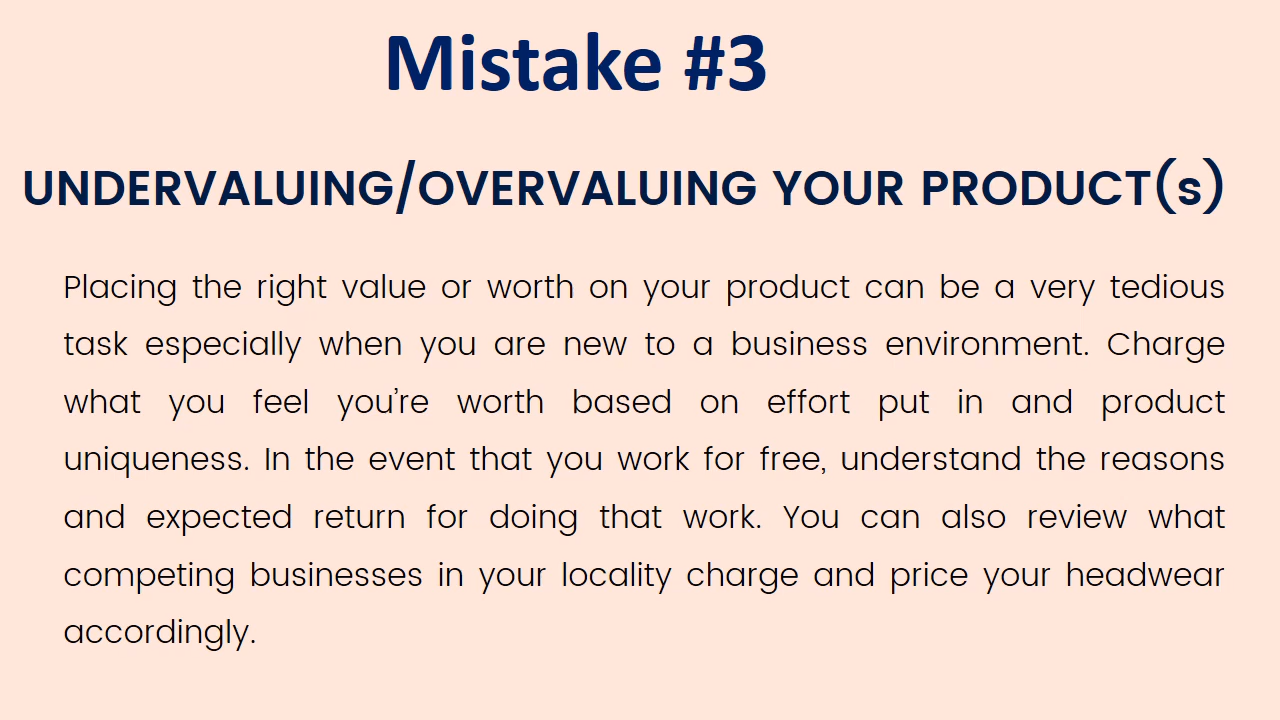 Mistake #3
UNDERVALUING/OVERVALUING YOUR PRODUCT(s)
Placing the right value or worth on your product can be a very tedious
task especially when you are new to a business environment. Charge
what you feel you’re worth based on effort put in and product
uniqueness. In the event that you work for free, understand the reasons
and expected return for doing that work. You can also review what
competing businesses in your locality charge and price your headwear
accordingly.